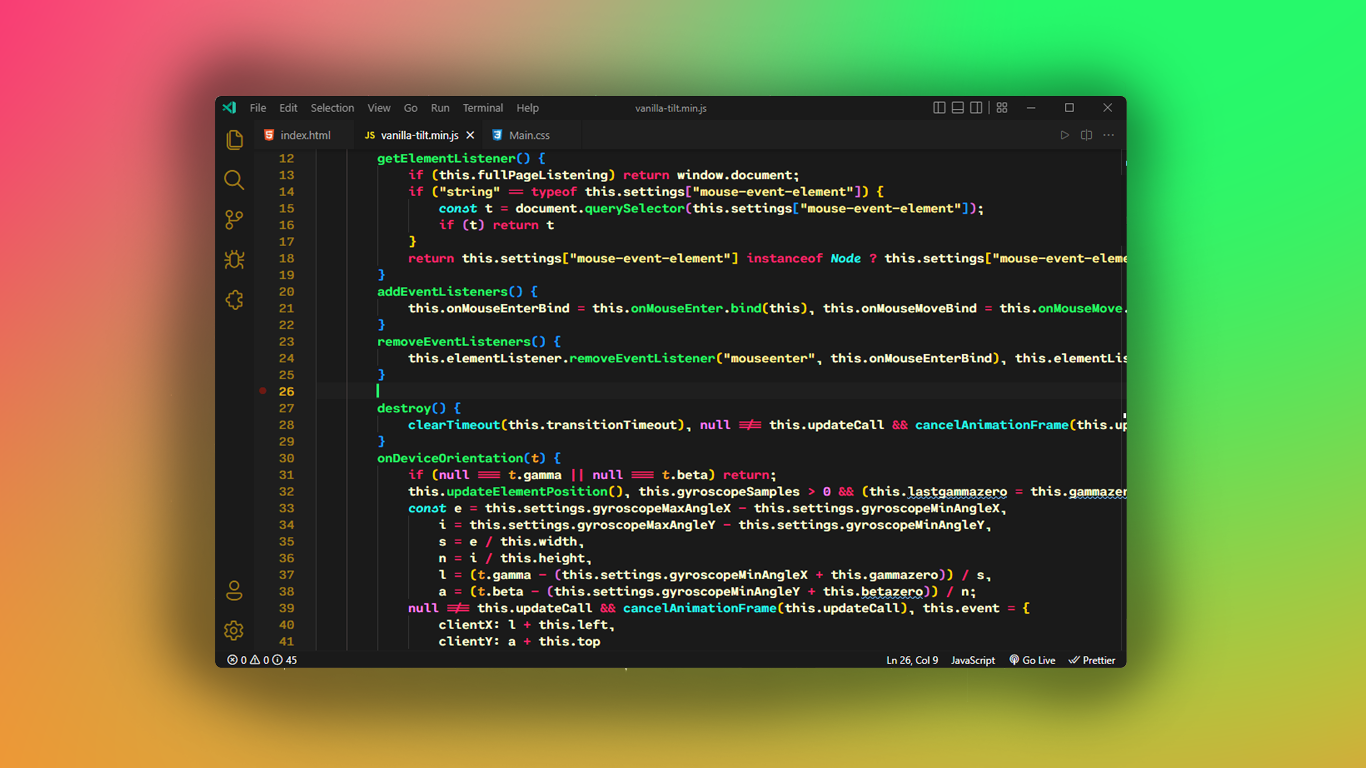 File Edit Selection View Go Run Terminal Help vanilla-tilt.min.js
index.html JS vanilla-tilt.min.js Main.css
12 getElementListener() {
13 if (this.fullPageListening) return window.document;
14 if ("string" == typeof this.settings["mouse-event-element"]) {
15 const t = document.querySelector(this.settings["mouse-event-element"]);
16 if (t) return t
17 }
18 return this.settings["mouse-event-element"] instanceof Node ? this.settings["mouse-event-eleme
19 }
20 addEventListeners() {
21 this.onMouseEnterBind = this.onMouseEnter.bind(this), this.onMouseMoveBind = this.onMouseMove.
22 }
23 removeEventListeners() {
24 this.elementListener.removeEventListener("mouseenter", this.onMouseEnterBind), this.elementLis
25 }
26
27 destroy() {
28 clearTimeout(this.transitionTimeout), null !== this.updateCall && cancelAnimationFrame(this.up
29 }
30 onDeviceOrientation(t) {
31 if (null === t.gamma || null === t.beta) return;
32 this.updateElementPosition(), this.gyroscopeSamples > 0 && (this.lastgammazero = this.gammazer
33 const e = this.settings.gyroscopeMaxAngleX - this.settings.gyroscopeMinAngleX,
34 i = this.settings.gyroscopeMaxAngleY - this.settings.gyroscopeMinAngleY,
35 s = e / this.width,
36 n = i / this.height,
37 l = (t.gamma - (this.settings.gyroscopeMinAngleX + this.gammazero)) / s,
38 a = (t.beta - (this.settings.gyroscopeMinAngleY + this.betazero)) / n;
39 null !== this.updateCall && cancelAnimationFrame(this.updateCall), this.event = {
40 clientX: l + this.left,
41 clientY: a + this.top
0 0 45 Ln 26, Col 9 JavaScript Go Live Prettier